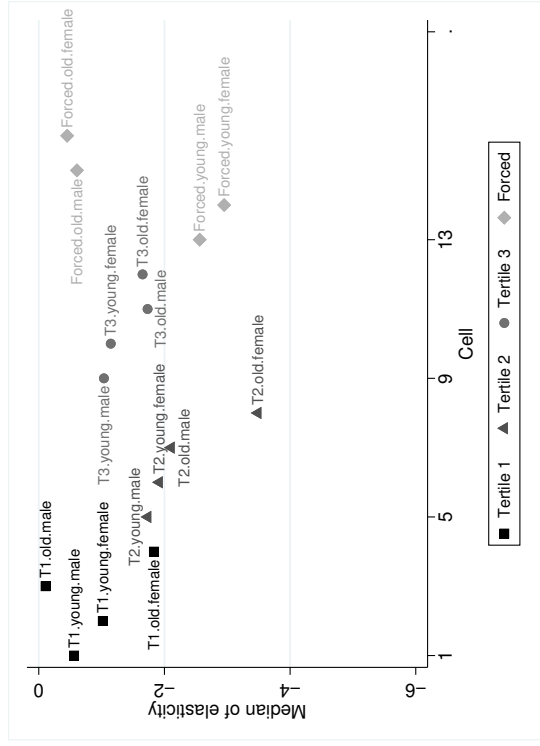 Median of elasticity
0
−2
−4
−6
T1.old.male
T1.young.male
T1.young.female
T1.old.female
T2.young.male
T2.young.female
T2.old.male
T2.old.female
T3.young.male
T3.young.female
T3.old.female
T3.old.male
Forced.old.female
Forced.old.male
Forced.young.male
Forced.young.female
1
5
9
13
.
Cell
Tertile 1
Tertile 2
Tertile 3
Forced